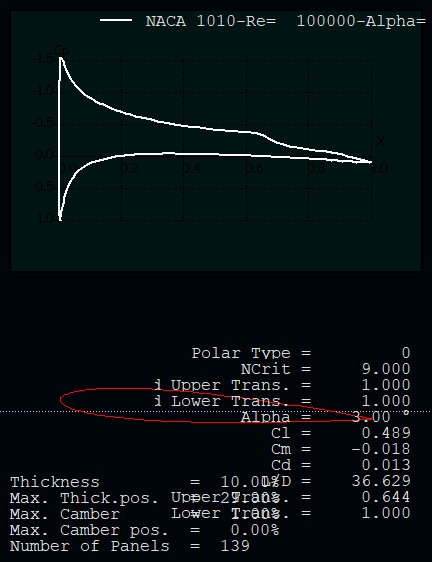 NACA 1010-Re=  100000-Alpha=
Cp
-1.5
-1.0
-0.5
0.0
0.5
1.0
X
0.0 0.2 0.4 0.6 0.8 1.0
Polar Type = 0
NCrit = 9.000
Upper Trans. = 1.000
Lower Trans. = 1.000
Alpha = 3.00 °
Cl = 0.489
Cm = -0.018
Cd = 0.013
L/D = 36.629
Upper Trans. = 0.644
Lower Trans. = 1.000
Thickness = 10.00%
Max. Thick.pos. = 29.00%
Max. Camber = 1.00%
Max. Camber pos. = 0.00%
Number of Panels = 139